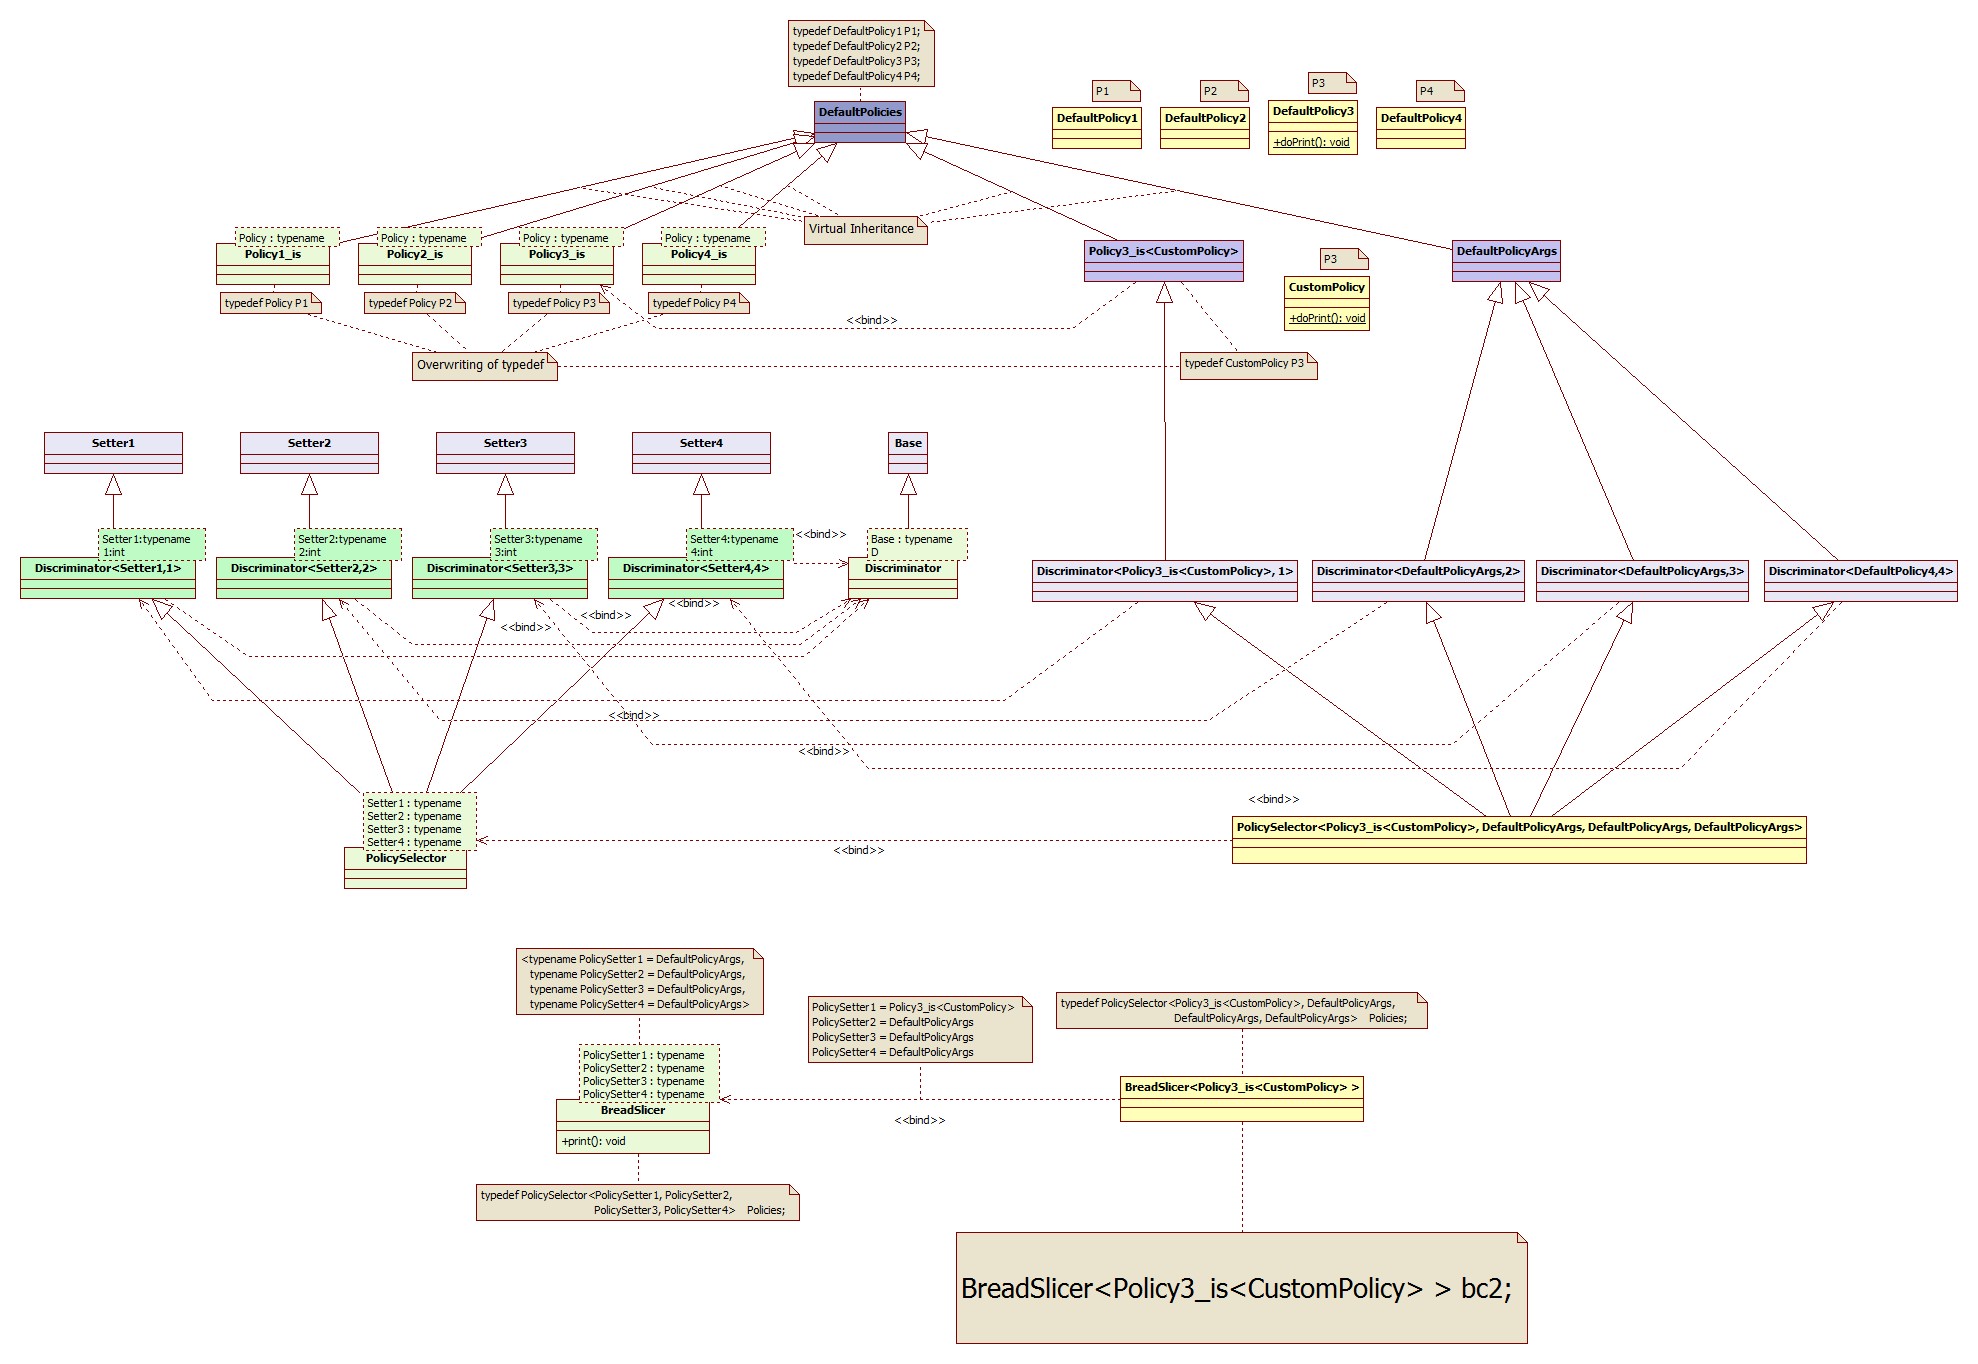 typedef DefaultPolicy1 P1;
typedef DefaultPolicy2 P2;
typedef DefaultPolicy3 P3;
typedef DefaultPolicy4 P4;
DefaultPolicies
P1
DefaultPolicy1
P2
DefaultPolicy2
P3
DefaultPolicy3
+doPrint(): void
P4
DefaultPolicy4
Virtual Inheritance
Policy : typename
Policy1_is
typedef Policy P1
Policy : typename
Policy2_is
typedef Policy P2
Policy : typename
Policy3_is
typedef Policy P3
Policy : typename
Policy4_is
typedef Policy P4
Policy3_is<CustomPolicy>
DefaultPolicyArgs
P3
CustomPolicy
+doPrint(): void
<<bind>>
Overwriting of typedef
typedef CustomPolicy P3
Setter1
Setter2
Setter3
Setter4
Base
Setter1:typename
1:int
Discriminator<Setter1,1>
Setter2:typename
2:int
Discriminator<Setter2,2>
Setter3:typename
3:int
Discriminator<Setter3,3>
Setter4:typename
4:int
Discriminator<Setter4,4>
<<bind>>
Base : typename
D
Discriminator
Discriminator<Policy3_is<CustomPolicy>, 1>
Discriminator<DefaultPolicyArgs,2>
Discriminator<DefaultPolicyArgs,3>
Discriminator<DefaultPolicy4,4>
<<bind>>
<<bind>>
<<bind>>
<<bind>>
<<bind>>
Setter1 : typename
Setter2 : typename
Setter3 : typename
Setter4 : typename
PolicySelector
<<bind>>
<<bind>>
PolicySelector<Policy3_is<CustomPolicy>, DefaultPolicyArgs, DefaultPolicyArgs, DefaultPolicyArgs>
<typename PolicySetter1 = DefaultPolicyArgs,
typename PolicySetter2 = DefaultPolicyArgs,
typename PolicySetter3 = DefaultPolicyArgs,
typename PolicySetter4 = DefaultPolicyArgs>
PolicySetter1 : typename
PolicySetter2 : typename
PolicySetter3 : typename
PolicySetter4 : typename
BreadSlicer
+print(): void
typedef PolicySelector<PolicySetter1, PolicySetter2,
PolicySetter3, PolicySetter4> Policies;
PolicySetter1 = Policy3_is<CustomPolicy>
PolicySetter2 = DefaultPolicyArgs
PolicySetter3 = DefaultPolicyArgs
PolicySetter4 = DefaultPolicyArgs
<<bind>>
typedef PolicySelector<Policy3_is<CustomPolicy>, DefaultPolicyArgs,
DefaultPolicyArgs, DefaultPolicyArgs> Policies;
BreadSlicer<Policy3_is<CustomPolicy> >
BreadSlicer<Policy3_is<CustomPolicy> > bc2;